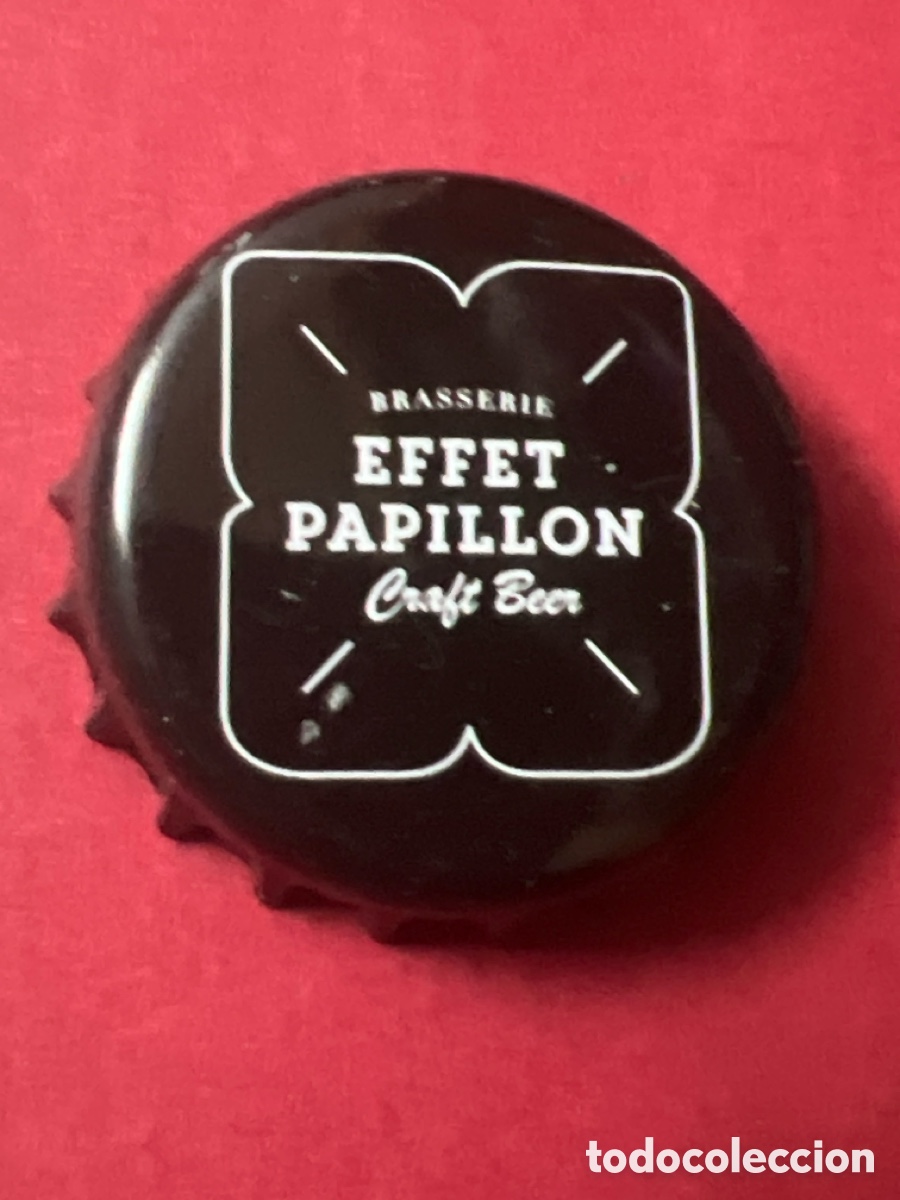 BRASSERIE
EFFET
PAPILLON
Craft Beer
todocoleccion